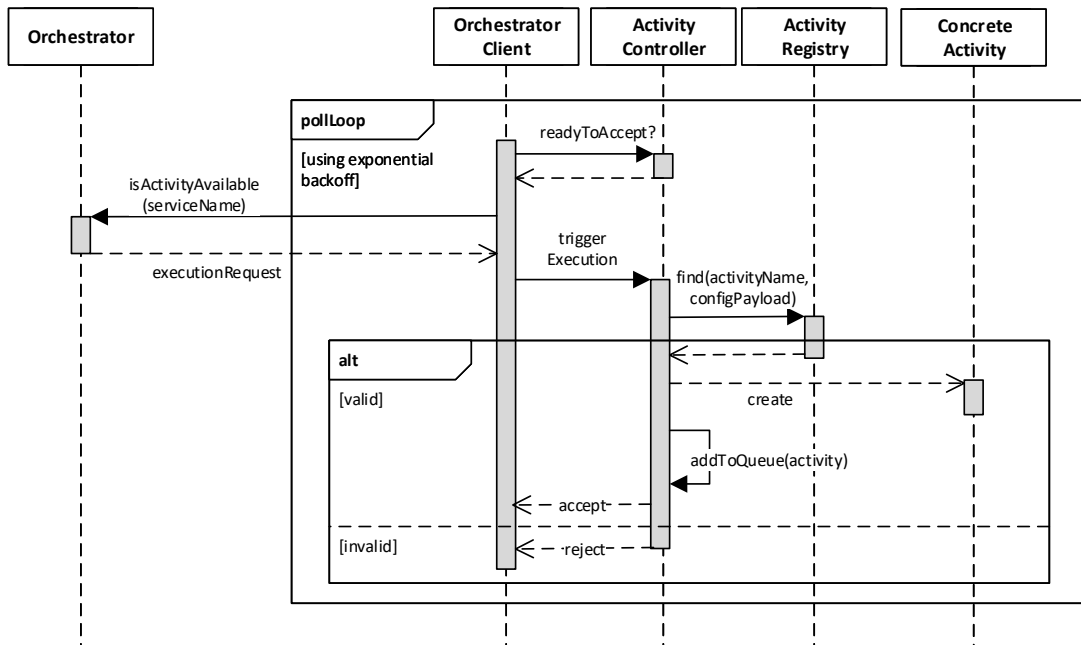 Orchestrator
Orchestrator
Client
Activity
Controller
Activity
Registry
Concrete
Activity
pollLoop
[using exponential
backoff]
readyToAccept?
isActivityAvailable
(serviceName)
executionRequest
trigger
Execution
find(activityName,
configPayload)
alt
[valid]
create
addToQueue(activity)
accept
[invalid]
reject